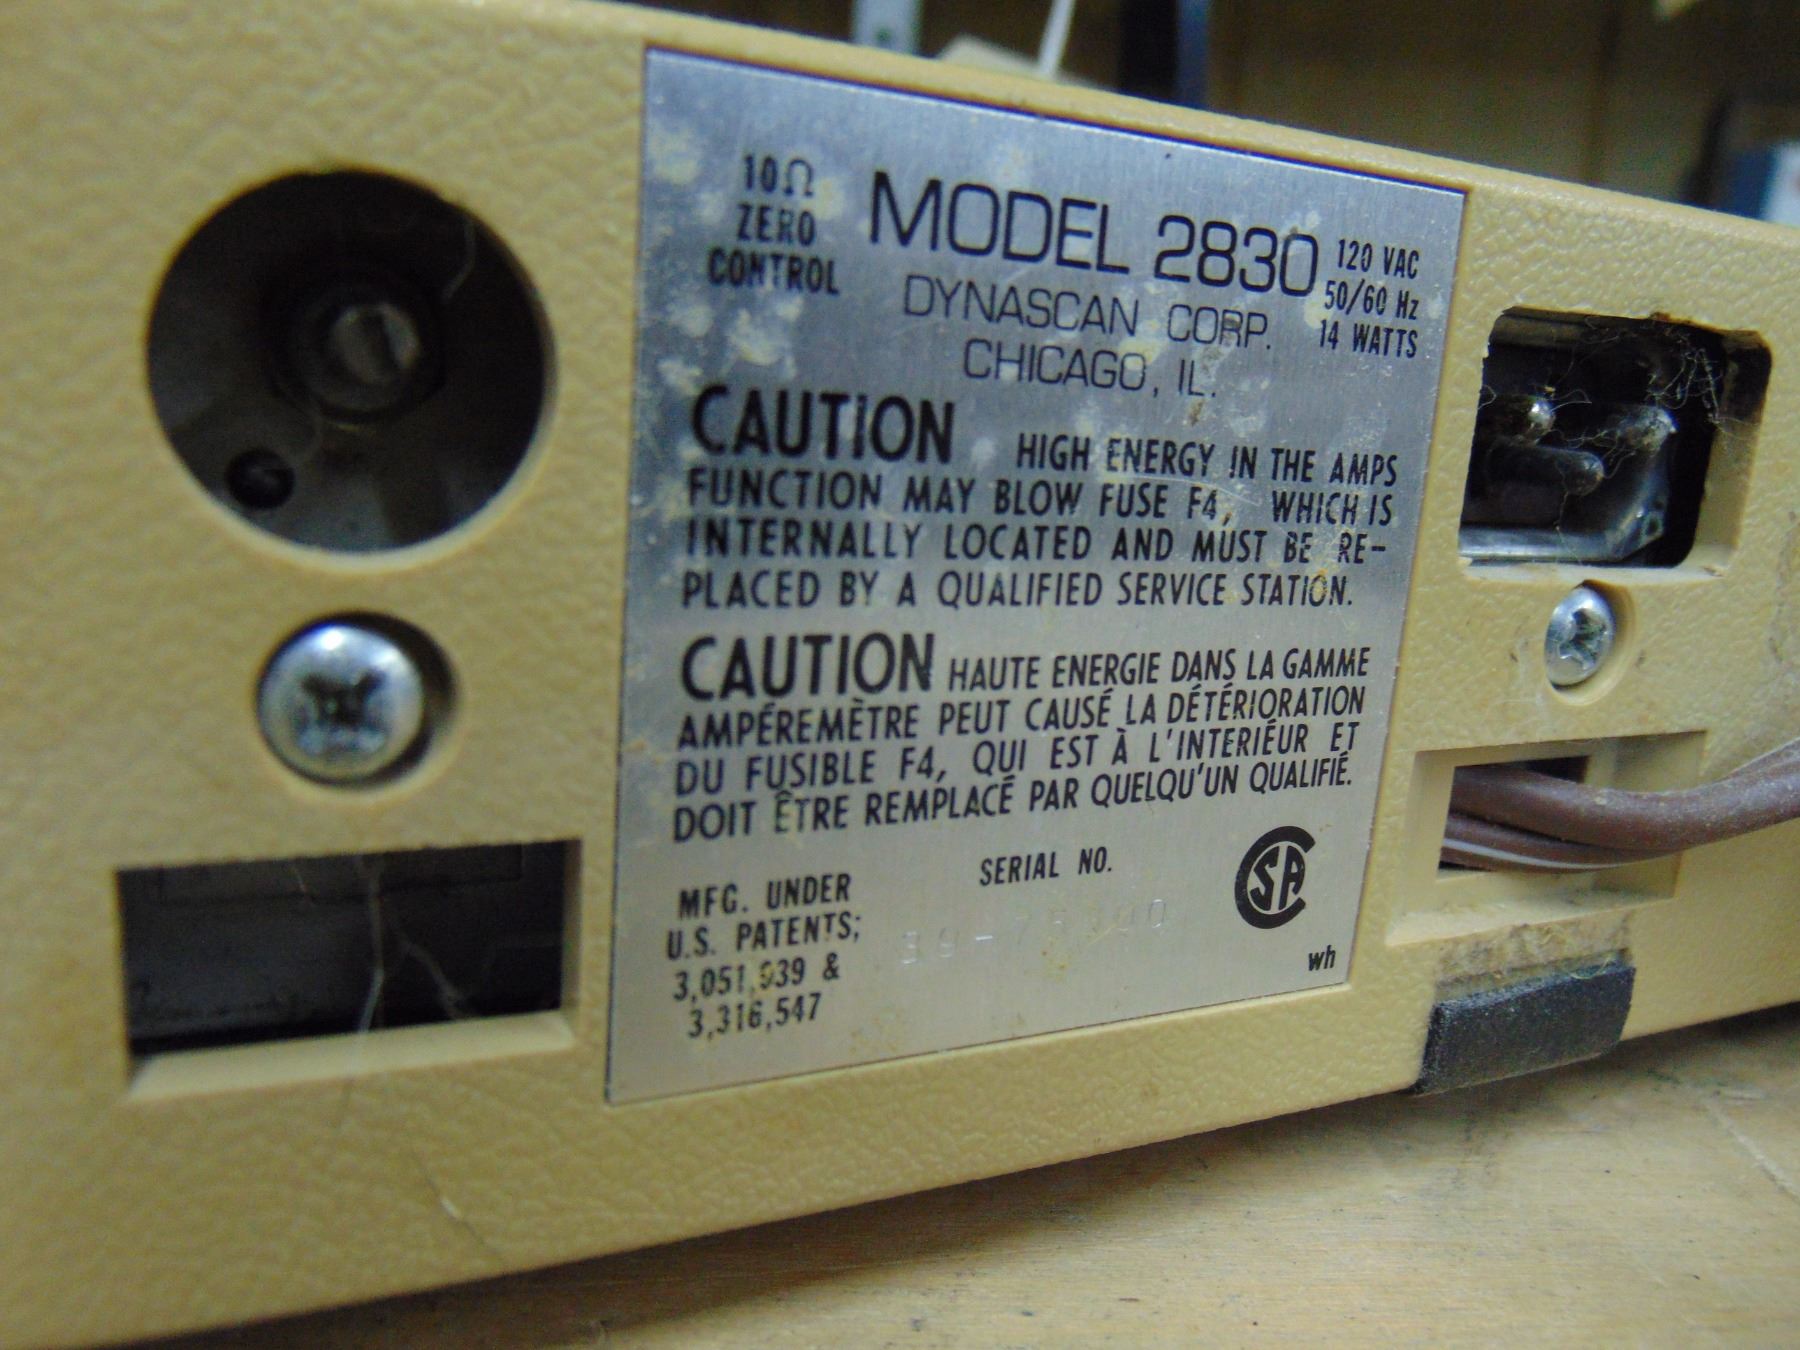 10Ω
ZERO
CONTROL
MODEL 2830
DYNASCAN CORP.
CHICAGO, IL.
120 VAC
50/60 Hz
14 WATTS
CAUTION HIGH ENERGY IN THE AMPS
FUNCTION MAY BLOW FUSE F4, WHICH IS
INTERNALLY LOCATED AND MUST BE RE-
PLACED BY A QUALIFIED SERVICE STATION.
CAUTION HAUTE ENERGIE DANS LA GAMME
AMPÉREMÈTRE PEUT CAUSÉ LA DÉTÉRIORATION
DU FUSIBLE F4, QUI EST À L'INTERIÉUR ET
DOIT ÊTRE REMPLACÉ PAR QUELQU'UN QUALIFIÉ.
MFG. UNDER
U.S. PATENTS;
3,051,939 &
3,316,547
SERIAL NO.
CSA
wh